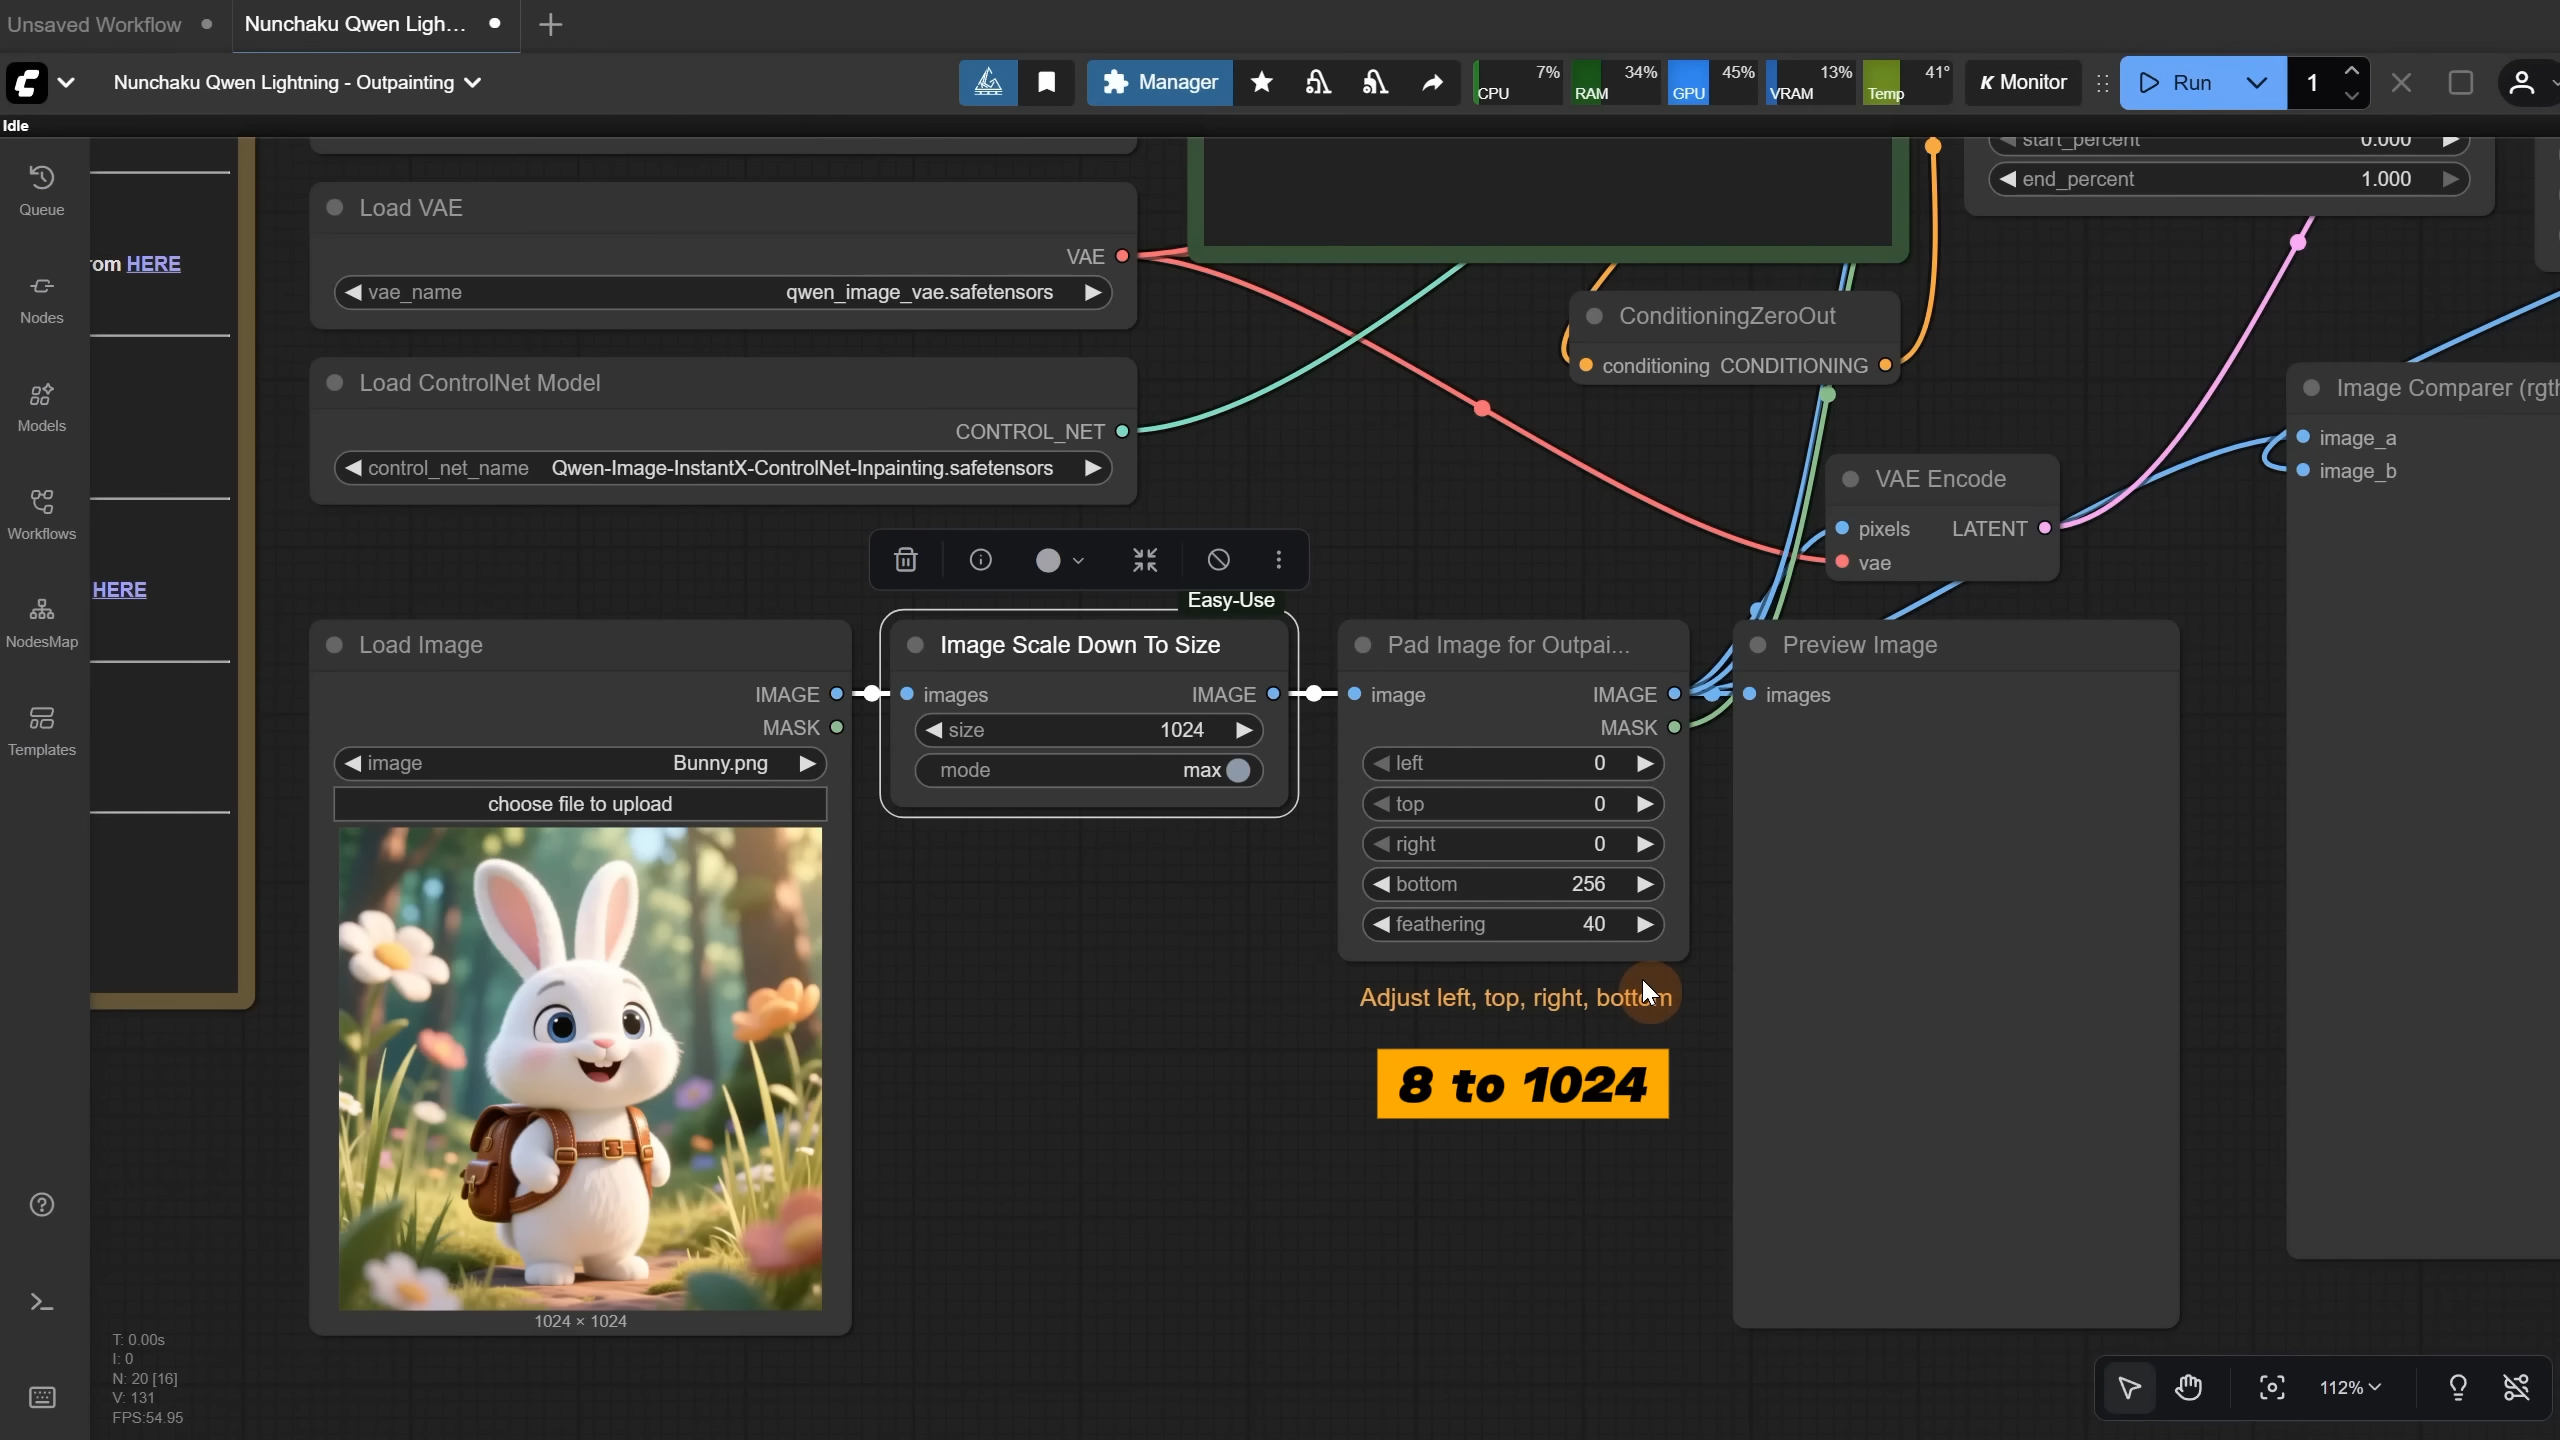 Unsaved Workflow
Nunchaku Qwen Ligh...
Nunchaku Qwen Lightning - Outpainting
Manager
CPU 7%
RAM 34%
GPU 45%
VRAM 13%
Temp 41°
K Monitor
Run
1
Idle
Queue
Nodes
Models
Workflows
NodesMap
Templates
rom HERE
HERE
start_percent 0.000
end_percent 1.000
Load VAE
VAE
vae_name qwen_image_vae.safetensors
Load ControlNet Model
CONTROL_NET
control_net_name Qwen-Image-InstantX-ControlNet-Inpainting.safetensors
ConditioningZeroOut
conditioning CONDITIONING
Image Comparer (rgth
image_a
image_b
VAE Encode
pixels LATENT
vae
Easy-Use
Load Image
IMAGE
MASK
image Bunny.png
choose file to upload
1024 × 1024
Image Scale Down To Size
images IMAGE
size 1024
mode max
Pad Image for Outpai...
image IMAGE
MASK
left 0
top 0
right 0
bottom 256
feathering 40
Adjust left, top, right, bottom
8 to 1024
Preview Image
images
T: 0.00s
I: 0
N: 20 [16]
V: 131
FPS:54.95
112%